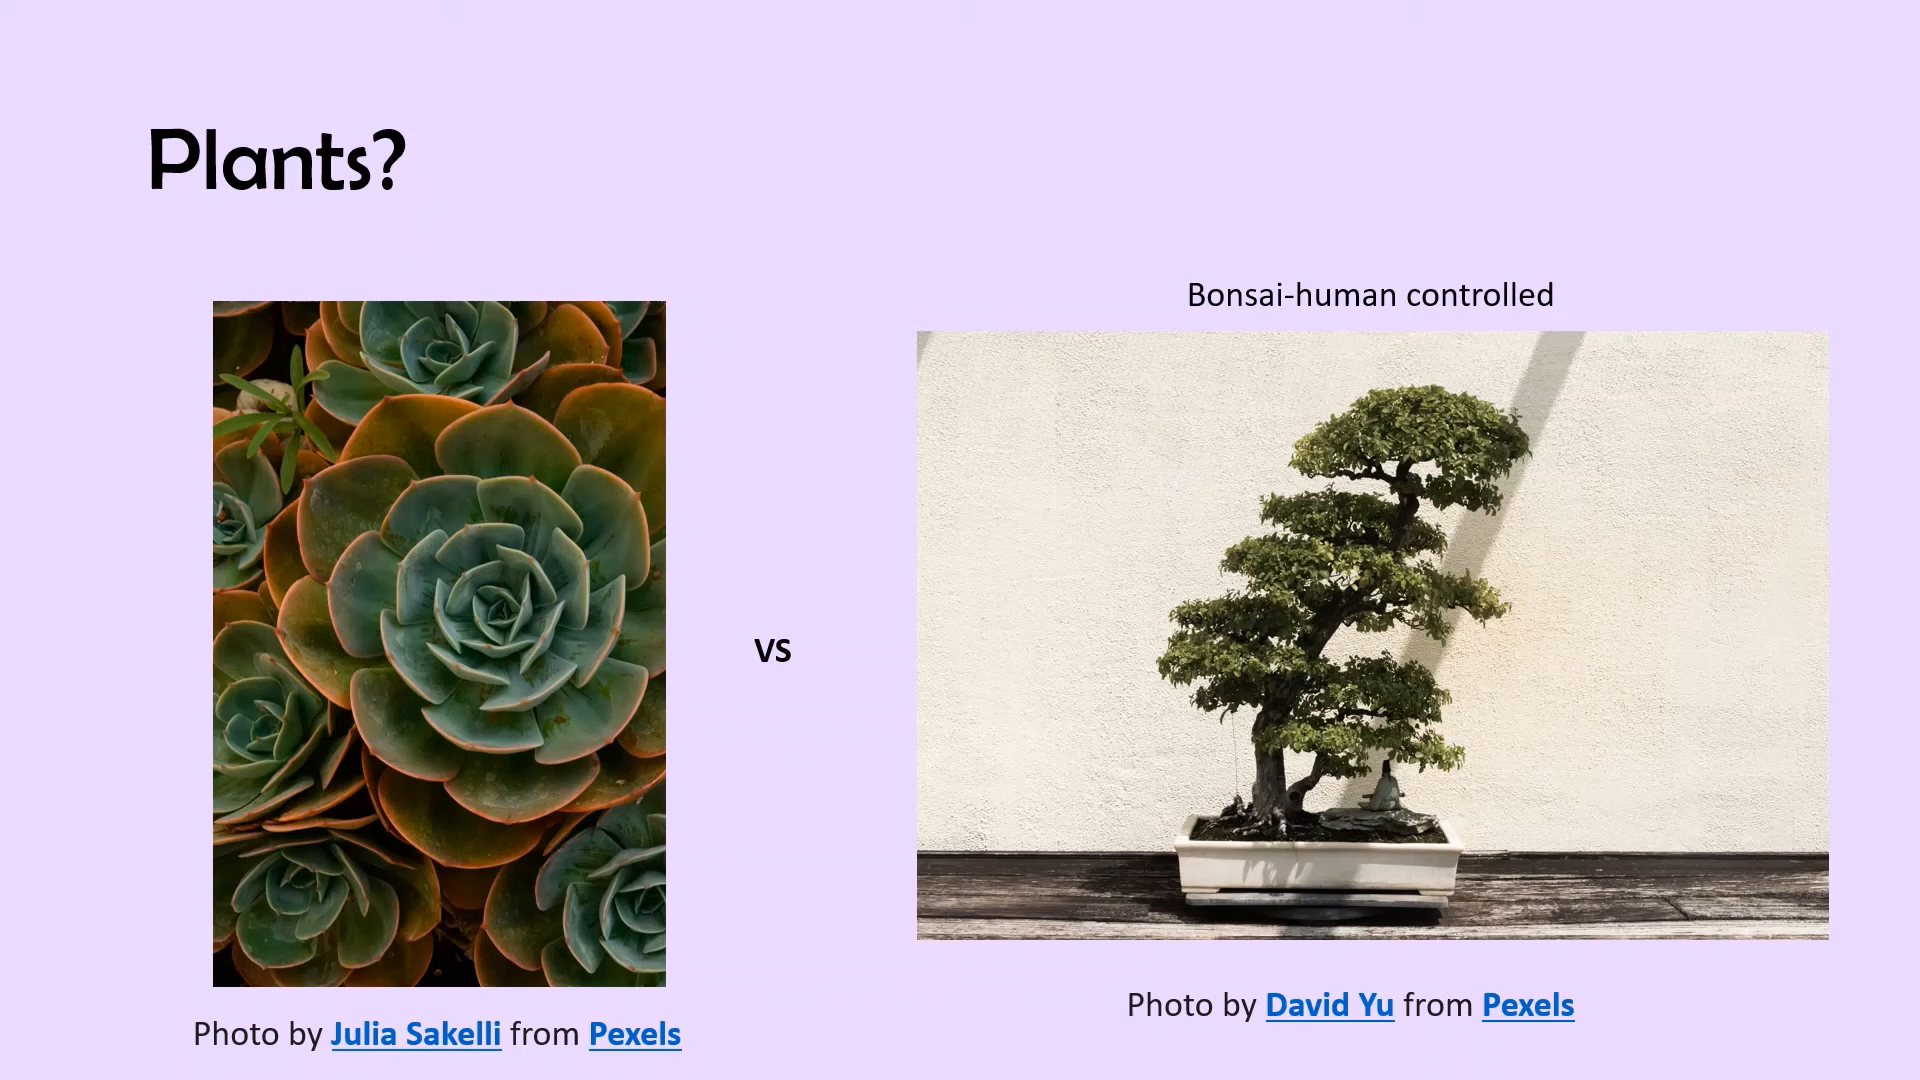 Plants?
Bonsai-human controlled
vs
Photo by David Yu from Pexels
Photo by Julia Sakelli from Pexels